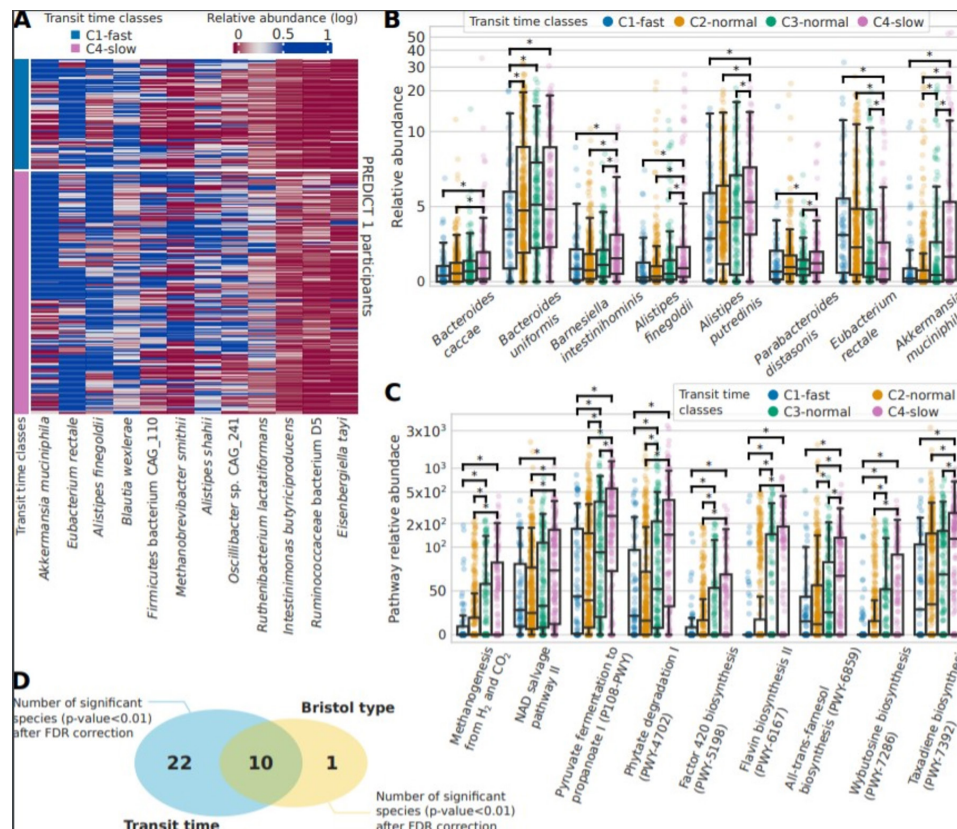 A
Transit time classes
C1-fast
C4-slow
Relative abundance (log)
0 0.5 1
PREDICT 1 participants
Transit time classes
Akkermansia muciniphila
Eubacterium rectale
Alistipes finegoldii
Blautia wexlerae
Firmicutes bacterium CAG_110
Methanobrevibacter smithii
Alistipes shahii
Oscillibacter sp. CAG_241
Ruthenibacterium lactatiformans
Intestinimonas butyriciproducens
Ruminococcaceae bacterium D5
Eisenbergiella tayi
B
Transit time classes C1-fast C2-normal C3-normal C4-slow
Relative abundance
50
40
30
20
10
5
0
* * * * * * * * * * * * * * * * * * * * * * *
Bacteroides
caccae
Bacteroides
uniformis
Barnesiella
intestinihominis
Alistipes
finegoldii
Alistipes
putredinis
Parabacteroides
distasonis
Eubacterium
rectale
Akkermans
muciniphil
C
Transit time
classes
C1-fast C2-normal
C3-normal C4-slow
Pathway relative abundace
3x10³
10³
5x10²
2x10²
10²
50
0
Methanogenesis
from H₂ and CO₂
NAD salvage
pathway II
Pyruvate fermentation to
propanoate I (P108-PWY)
Phytate degradation I
(PWY-4702)
Factor 420 biosynthesis
(PWY-5198)
Flavin biosynthesis II
(PWY-6167)
All-trans-farnesol
biosynthesis (PWY-6859)
Wybutosine biosynthesis
(PWY-7286)
Taxadiene biosynthe
(PWY-7392)
D
Number of significant
species (p-value<0.01)
after FDR correction
Bristol type
22 10 1
Transit time
Number of significant
species (p-value<0.01)
after FDR correction